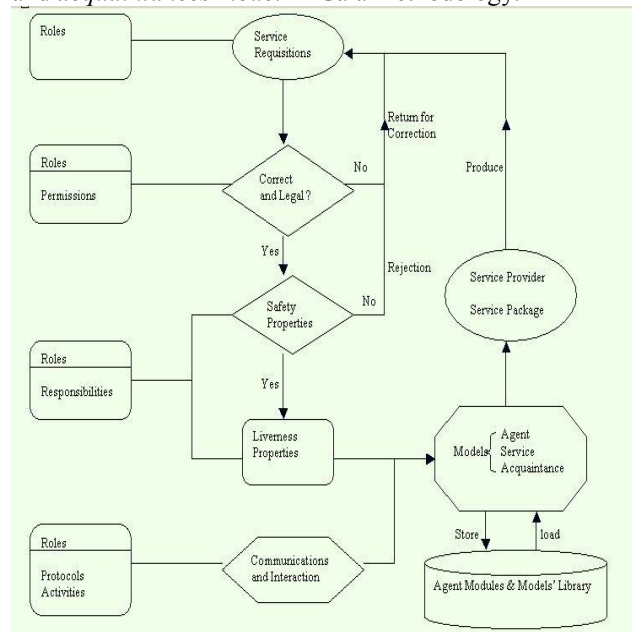 Roles
Service
Requisitions
Return for
Correction
Roles
Permissions
Correct
and Legal ?
No
Produce
Yes
Rejection
Service Provider
Service Package
Safety
Properties
No
Roles
Responsibilities
Yes
Liverness
Properties
Models
Agent
Service
Acquaintance
Roles
Protocols
Activities
Communications
and Interaction
Store
load
Agent Modules & Models' Library